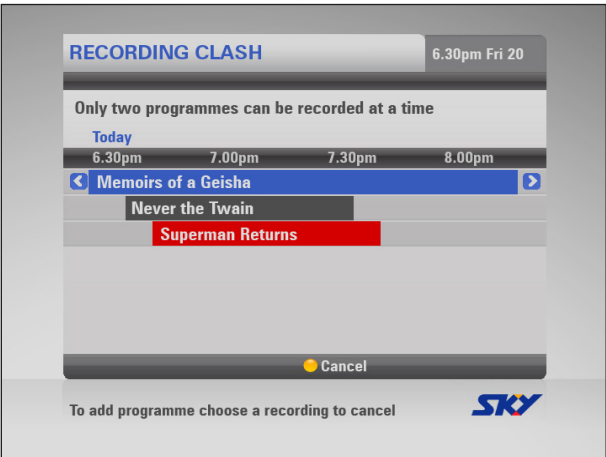 RECORDING CLASH
6.30pm Fri 20
Only two programmes can be recorded at a time
Today
6.30pm 7.00pm 7.30pm 8.00pm
Memoirs of a Geisha
Never the Twain
Superman Returns
Cancel
To add programme choose a recording to cancel
SKY